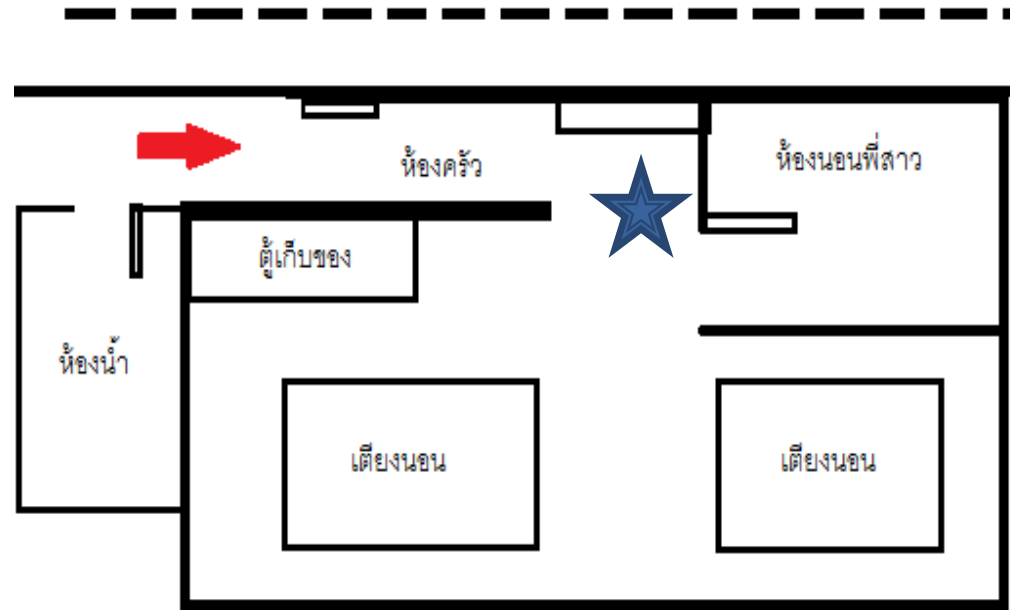 ห้องครัว
ห้องนอนพี่สาว
ตู้เก็บของ
ห้องน้ำ
เตียงนอน
เตียงนอน